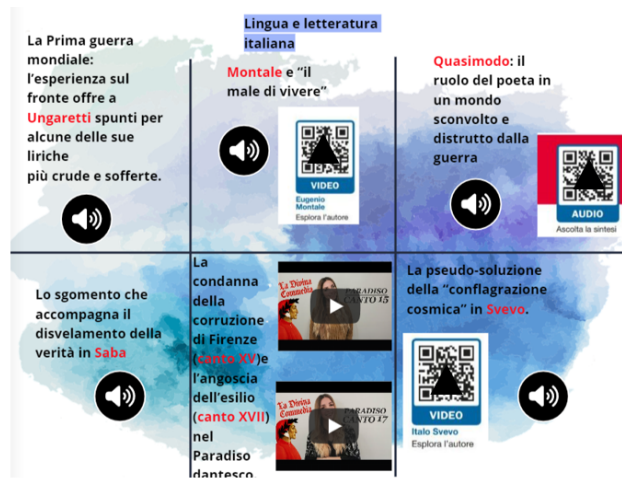 Lingua e letteratura
italiana
La Prima guerra
mondiale:
l'esperienza sul
fronte offre a
Ungaretti spunti per
alcune delle sue
liriche
più crude e sofferte.
Montale e "il
male di vivere"
VIDEO
Eugenio
Montale
Esplora l'autore
Quasimodo: il
ruolo del poeta in
un mondo
sconvolto e
distrutto dalla
guerra
AUDIO
Ascolta la sintesi
Lo sgomento che
accompagna il
disvelamento della
verità in Saba
La
condanna
della
corruzione
di Firenze
(canto XV)e
l'angoscia
dell'esilio
(canto XVII)
nel
Paradiso
dantesco.
La Divina
Commedia
PARADISO
CANTO 15
La Divina
Commedia
PARADISO
CANTO 17
La pseudo-soluzione
della "conflagrazione
cosmica" in Svevo.
VIDEO
Italo Svevo
Esplora l'autore